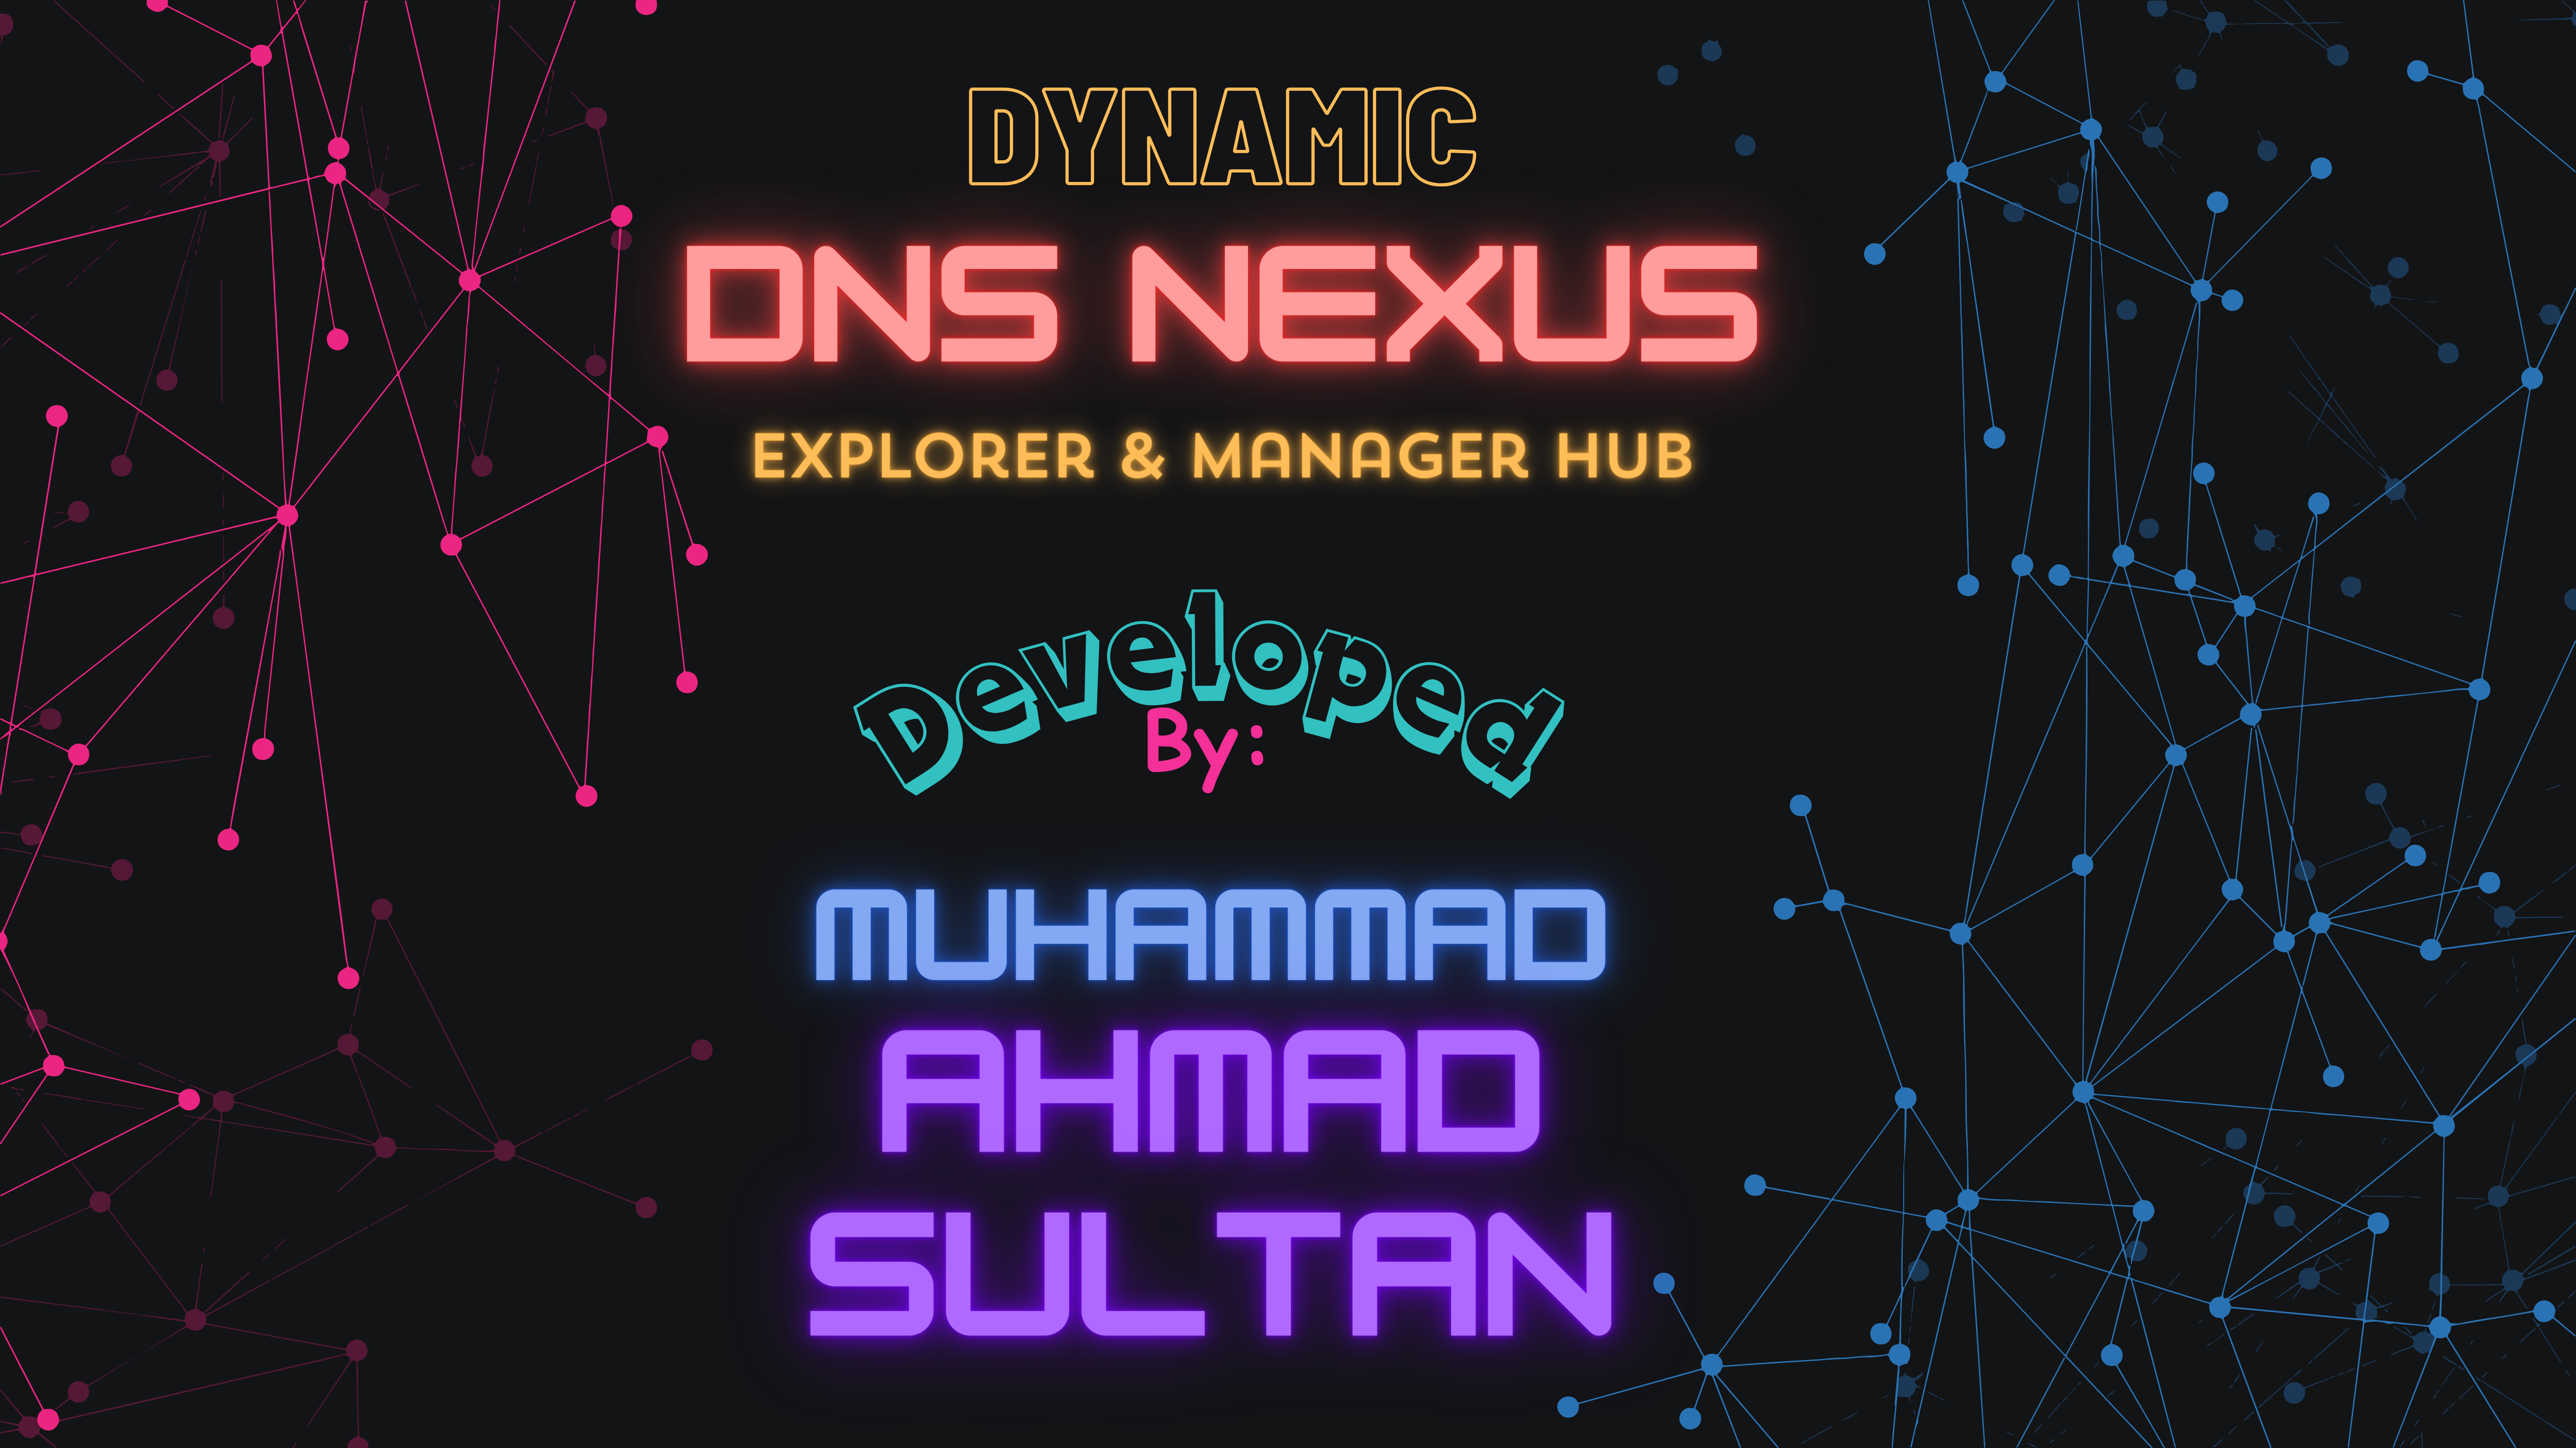 DYNAMIC
DNS NEXUS
EXPLORER & MANAGER HUB
Developed
By:
MUHAMMAD
AHMAD
SULTAN